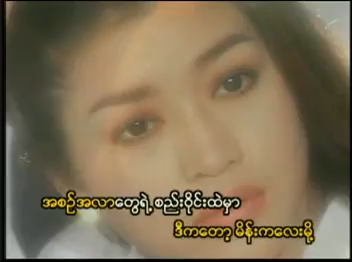 အစဉ်အလာတွေရဲ့ စည်းဝိုင်းထဲမှာ
ဒီကတော့ မိန်းကလေးမို့